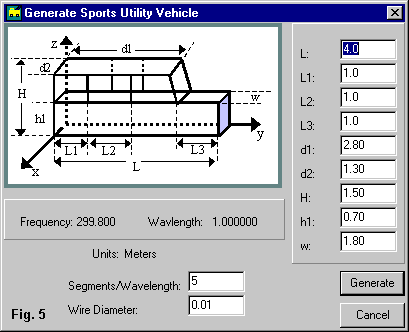 Generate Sports Utility Vehicle
z
d1
d2
H
h1
w
y
L1
L2
L3
L
x
L: 4.0
L1: 1.0
L2: 1.0
L3: 1.0
d1: 2.80
d2: 1.30
H: 1.50
h1: 0.70
w: 1.80
Frequency: 299.800 Wavlength: 1.000000
Units: Meters
Segments/Wavelength: 5
Wire Diameter: 0.01
Fig. 5
Generate
Cancel